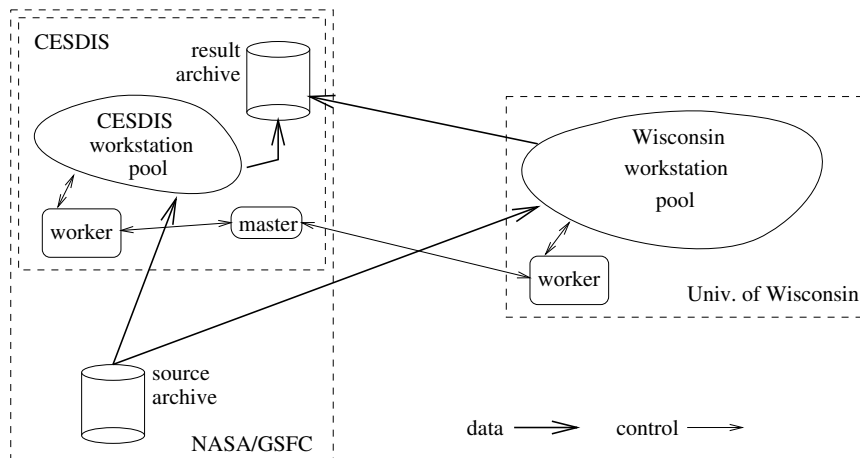 CESDIS
result
archive
CESDIS
workstation
pool
worker
master
Wisconsin
workstation
pool
worker
Univ. of Wisconsin
source
archive
NASA/GSFC
data
control